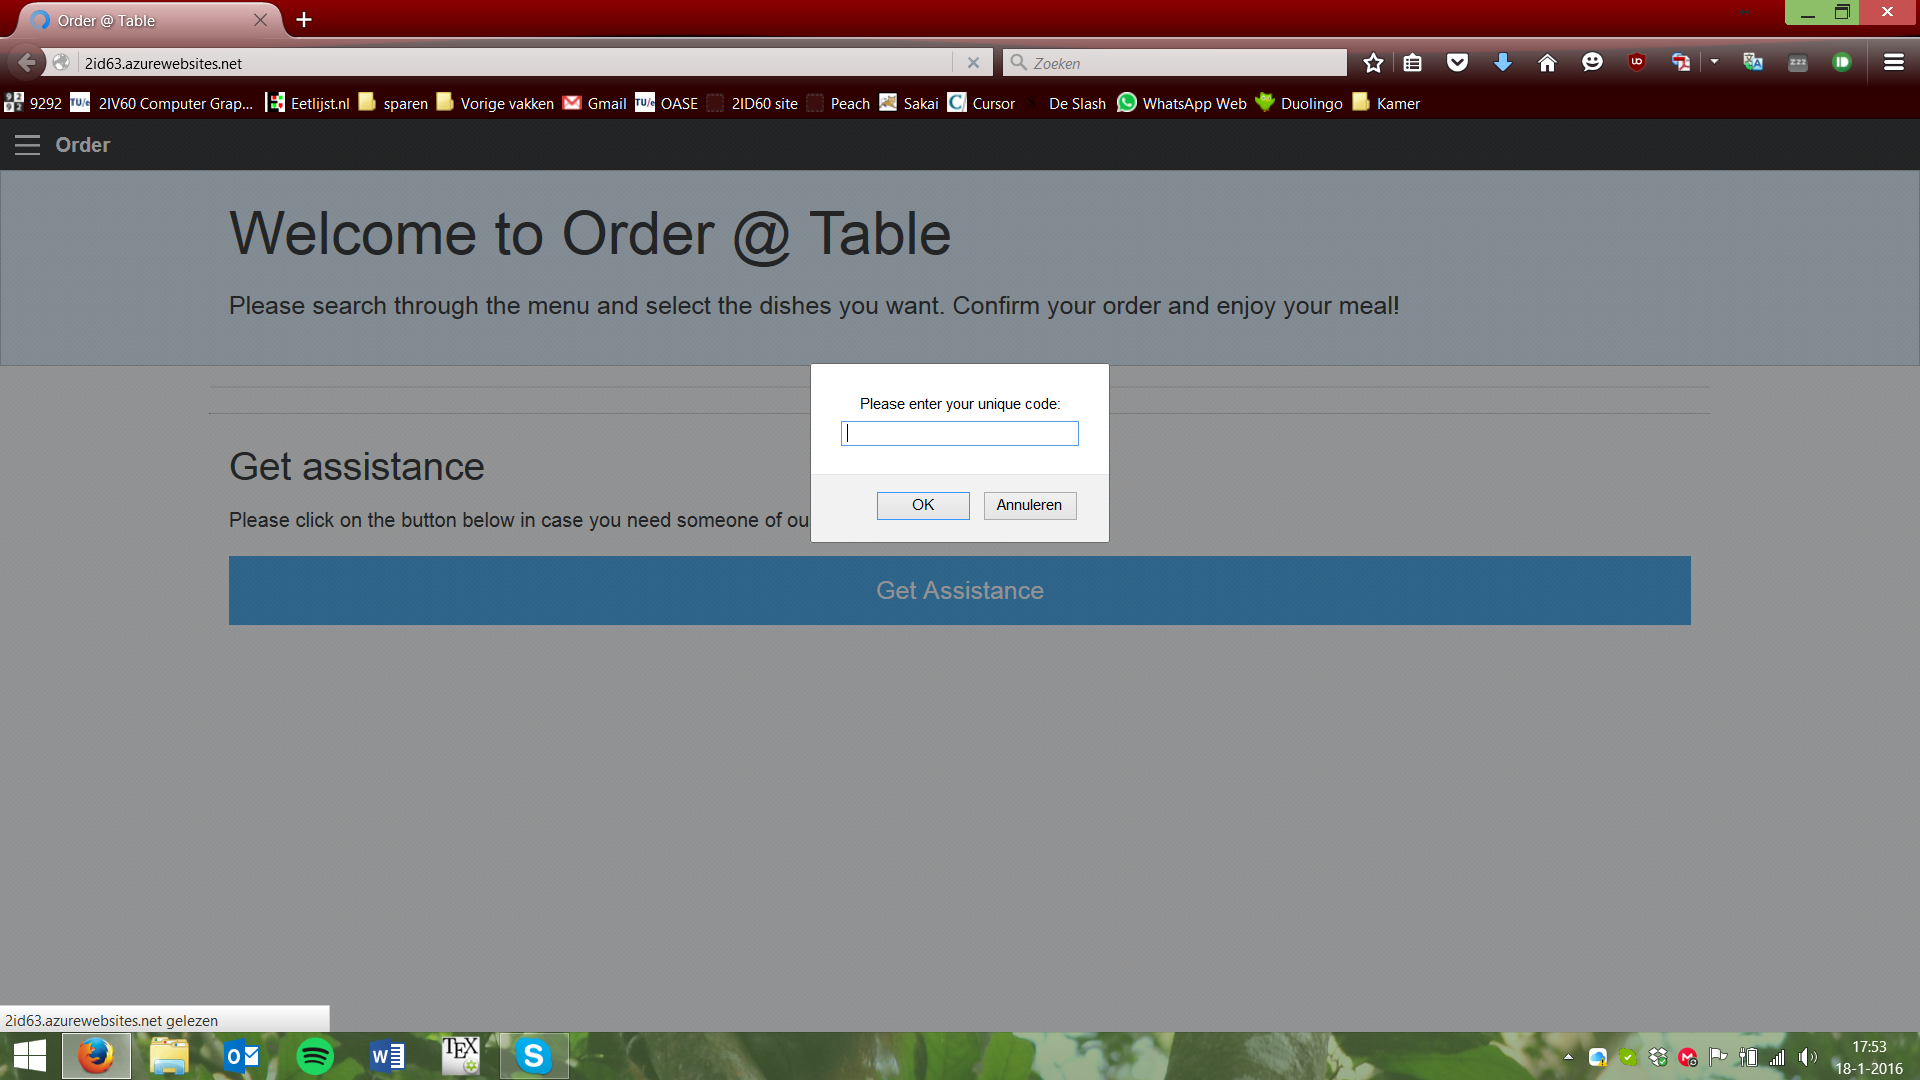 Order @ Table
2id63.azurewebsites.net
Zoeken
9292 TU/e 2IV60 Computer Grap... Eetlijst.nl sparen Vorige vakken Gmail TU/e OASE 2ID60 site Peach Sakai Cursor De Slash WhatsApp Web Duolingo Kamer
Order
Welcome to Order @ Table
Please search through the menu and select the dishes you want. Confirm your order and enjoy your meal!
Please enter your unique code:
OK Annuleren
Get assistance
Please click on the button below in case you need someone of ou
Get Assistance
2id63.azurewebsites.net gelezen
17:53
18-1-2016